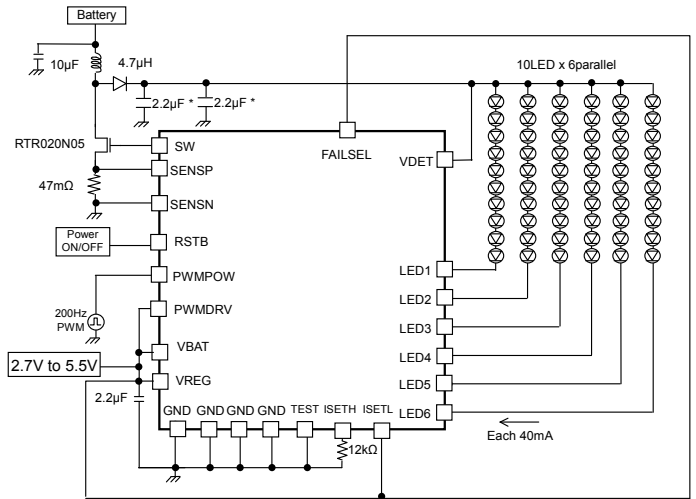 Battery
10µF
4.7µH
10LED x 6parallel
2.2µF *
2.2µF *
RTR020N05
SW
FAILSEL
VDET
SENSP
47mΩ
SENSN
Power
ON/OFF
RSTB
LED1
PWMPOW
LED2
200Hz
PWM
PWMDRV
LED3
VBAT
LED4
2.7V to 5.5V
VREG
LED5
2.2µF
GND
GND
GND
GND
TEST
ISETH
ISETL
LED6
12kΩ
Each 40mA